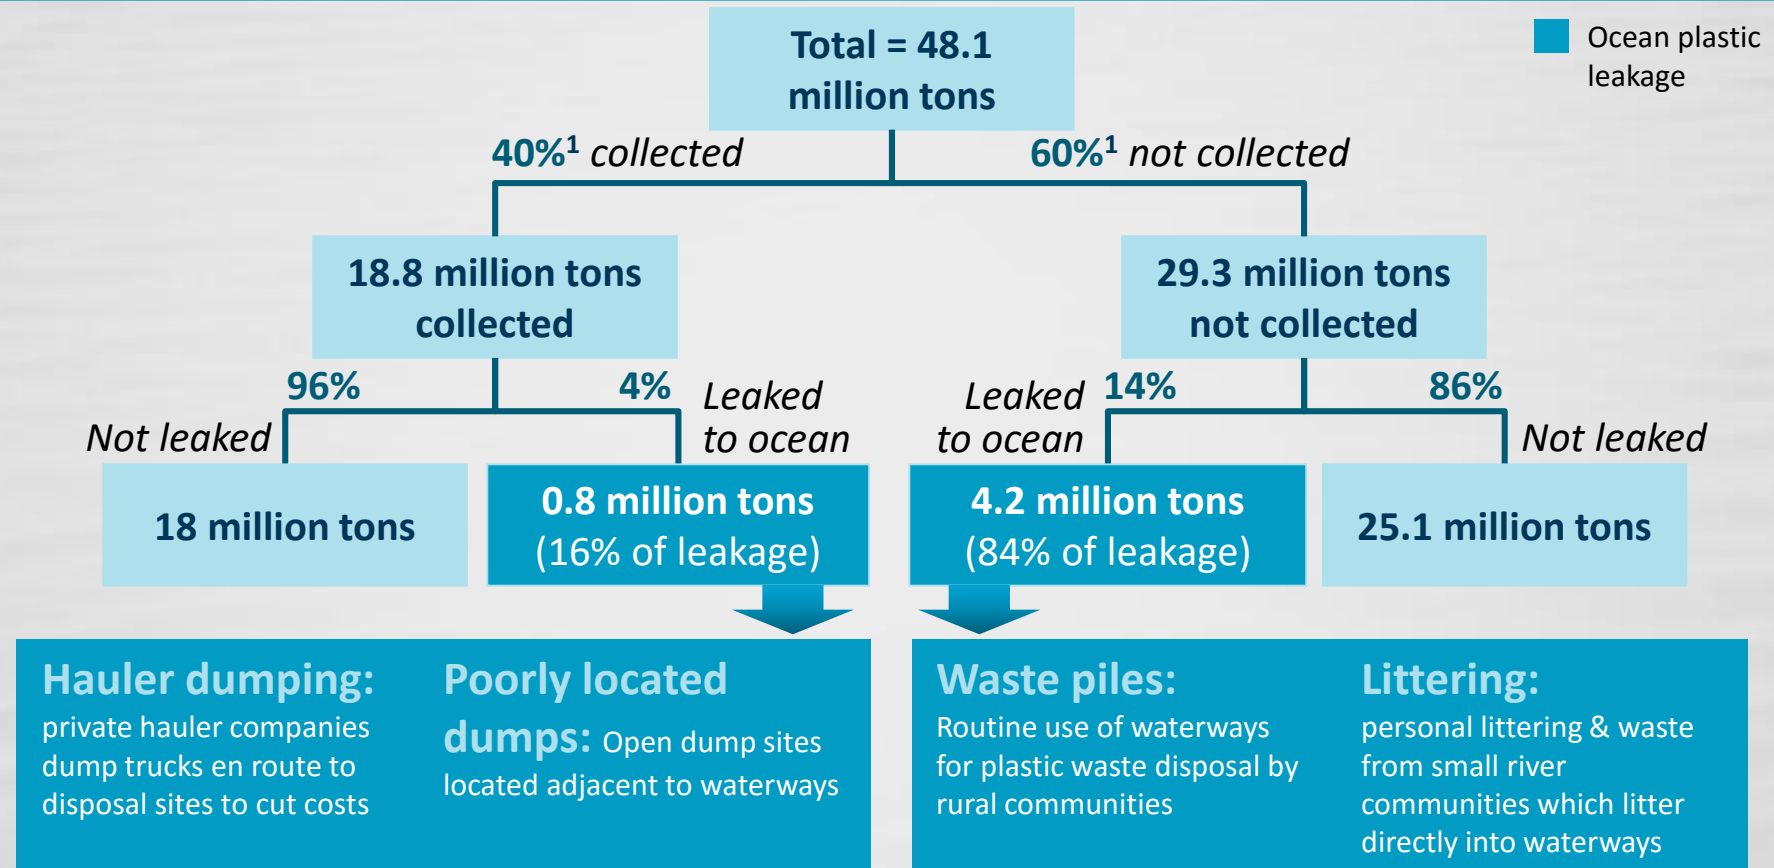 Total = 48.1
million tons
Ocean plastic
leakage
40%¹ collected
60%¹ not collected
18.8 million tons
collected
29.3 million tons
not collected
96%
4%
Leaked
to ocean
Not leaked
14%
86%
Leaked
to ocean
Not leaked
18 million tons
0.8 million tons
(16% of leakage)
4.2 million tons
(84% of leakage)
25.1 million tons
Hauler dumping:
private hauler companies
dump trucks en route to
disposal sites to cut costs
Poorly located
dumps: Open dump sites
located adjacent to waterways
Waste piles:
Routine use of waterways
for plastic waste disposal by
rural communities
Littering:
personal littering & waste
from small river
communities which litter
directly into waterways